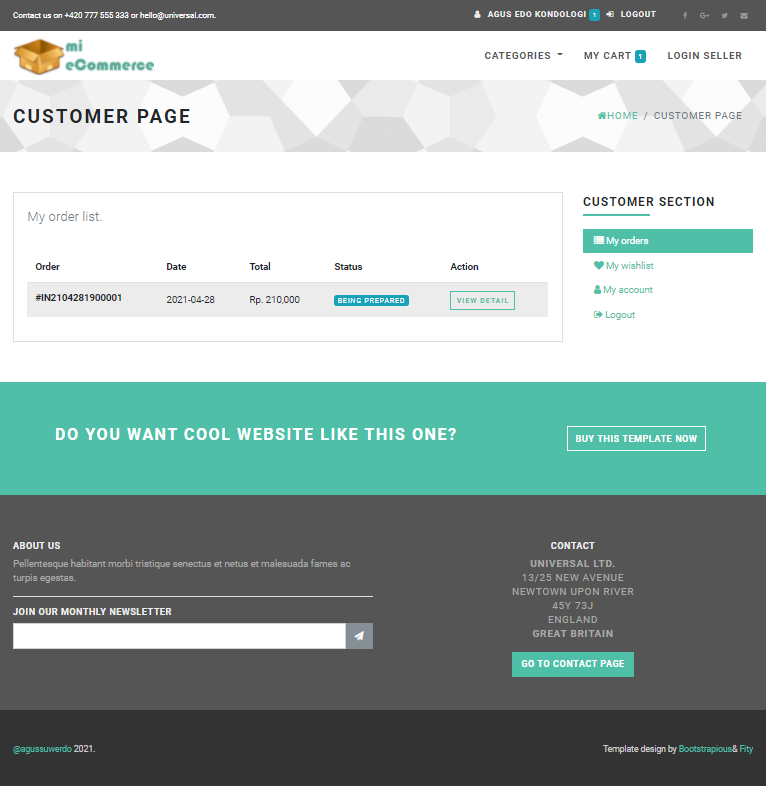 Contact us on +420 777 555 333 or hello@universal.com.
AGUS EDO KONDOLOGI 1 LOGOUT
mi
eCommerce
CATEGORIES MY CART 1 LOGIN SELLER
CUSTOMER PAGE
HOME / CUSTOMER PAGE
My order list.
Order Date Total Status Action
#IN2104281900001 2021-04-28 Rp. 210,000 BEING PREPARED VIEW DETAIL
CUSTOMER SECTION
My orders
My wishlist
My account
Logout
DO YOU WANT COOL WEBSITE LIKE THIS ONE?
BUY THIS TEMPLATE NOW
ABOUT US
Pellentesque habitant morbi tristique senectus et netus et malesuada fames ac
turpis egestas.
JOIN OUR MONTHLY NEWSLETTER
CONTACT
UNIVERSAL LTD.
13/25 NEW AVENUE
NEWTOWN UPON RIVER
45Y 73J
ENGLAND
GREAT BRITAIN
GO TO CONTACT PAGE
@agussuwerdo 2021.
Template design by Bootstrapious& Fity